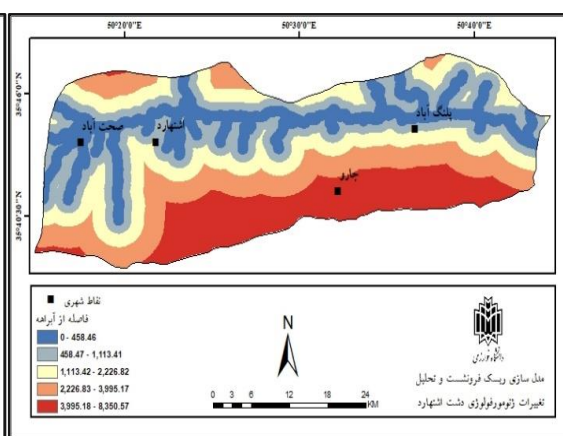 50°20'0"E
50°30'0"E
50°40'0"E
35°46'0"N
35°40'30"N
صحت آباد
اشتهارد
پلنگ آباد
جارو
نقاط شهری
فاصله از آبراهه
0 - 458.46
458.47 - 1,113.41
1,113.42 - 2,226.82
2,226.83 - 3,995.17
3,995.18 - 8,350.57
N
0 3 6 12 18 24
KM
دانشگاه خوارزمی
مدل سازی ریسک فرونشست و تحلیل
تغییرات ژئومورفولوژی دشت اشتهارد